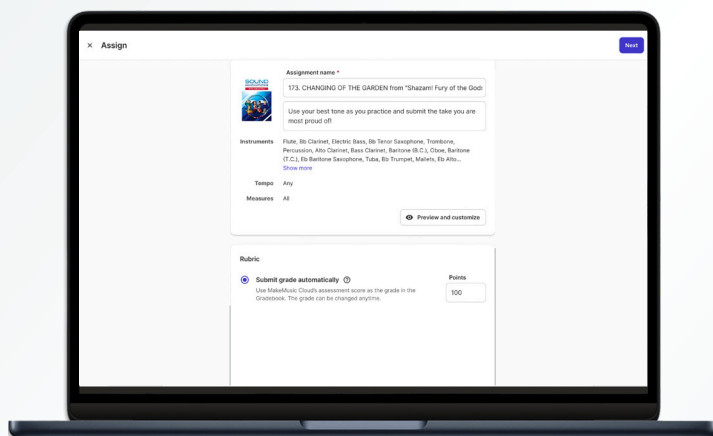 × Assign
Next
Assignment name *
SOUND
173. CHANGING OF THE GARDEN from "Shazam! Fury of the Gods
Use your best tone as you practice and submit the take you are
most proud of!
Instruments Flute, Bb Clarinet, Electric Bass, Bb Tenor Saxophone, Trombone,
Percussion, Alto Clarinet, Bass Clarinet, Baritone (B.C.), Oboe, Baritone
(T.C.), Eb Baritone Saxophone, Tuba, Bb Trumpet, Mallets, Eb Alto...
Show more
Tempo Any
Measures All
Preview and customize
Rubric
Submit grade automatically
Points
Use MakeMusic Cloud's assessment score as the grade in the
Gradebook. The grade can be changed anytime.
100